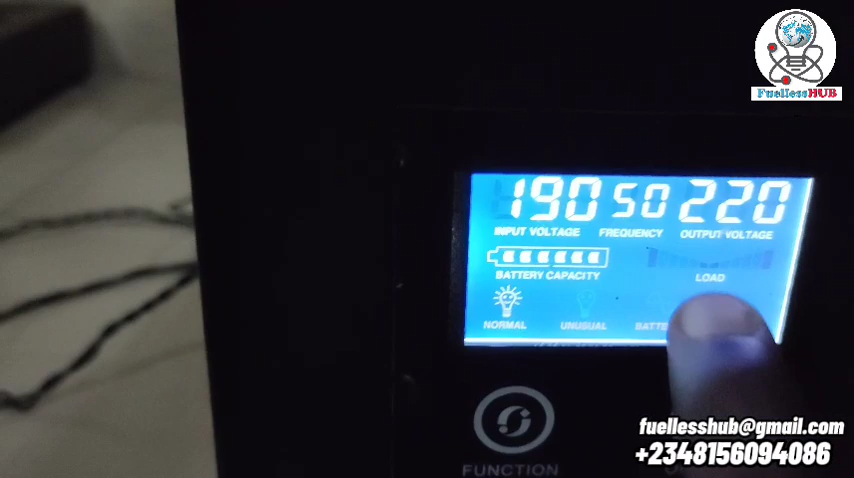 FuellessHUB
190 50 220
INPUT VOLTAGE FREQUENCY OUTPUT VOLTAGE
BATTERY CAPACITY
LOAD
NORMAL UNUSUAL
FUNCTION
fuellesshub@gmail.com
+2348156094086